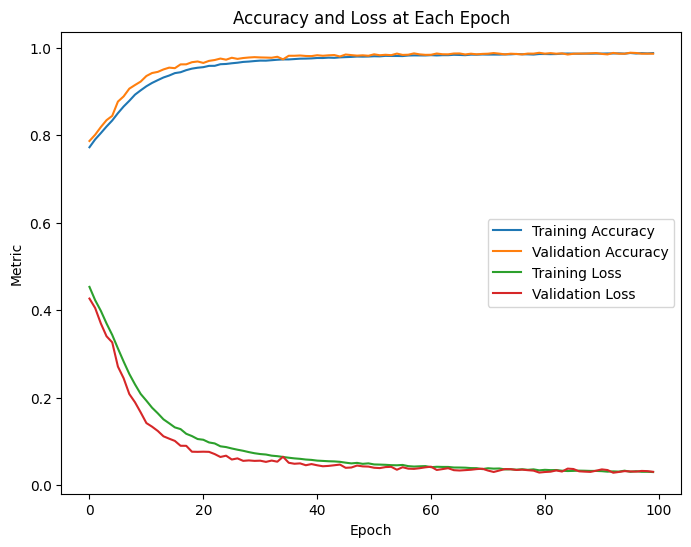 Accuracy and Loss at Each Epoch
1.0
0.8
0.6
0.4
0.2
0.0
Metric
Training Accuracy
Validation Accuracy
Training Loss
Validation Loss
0 20 40 60 80 100
Epoch